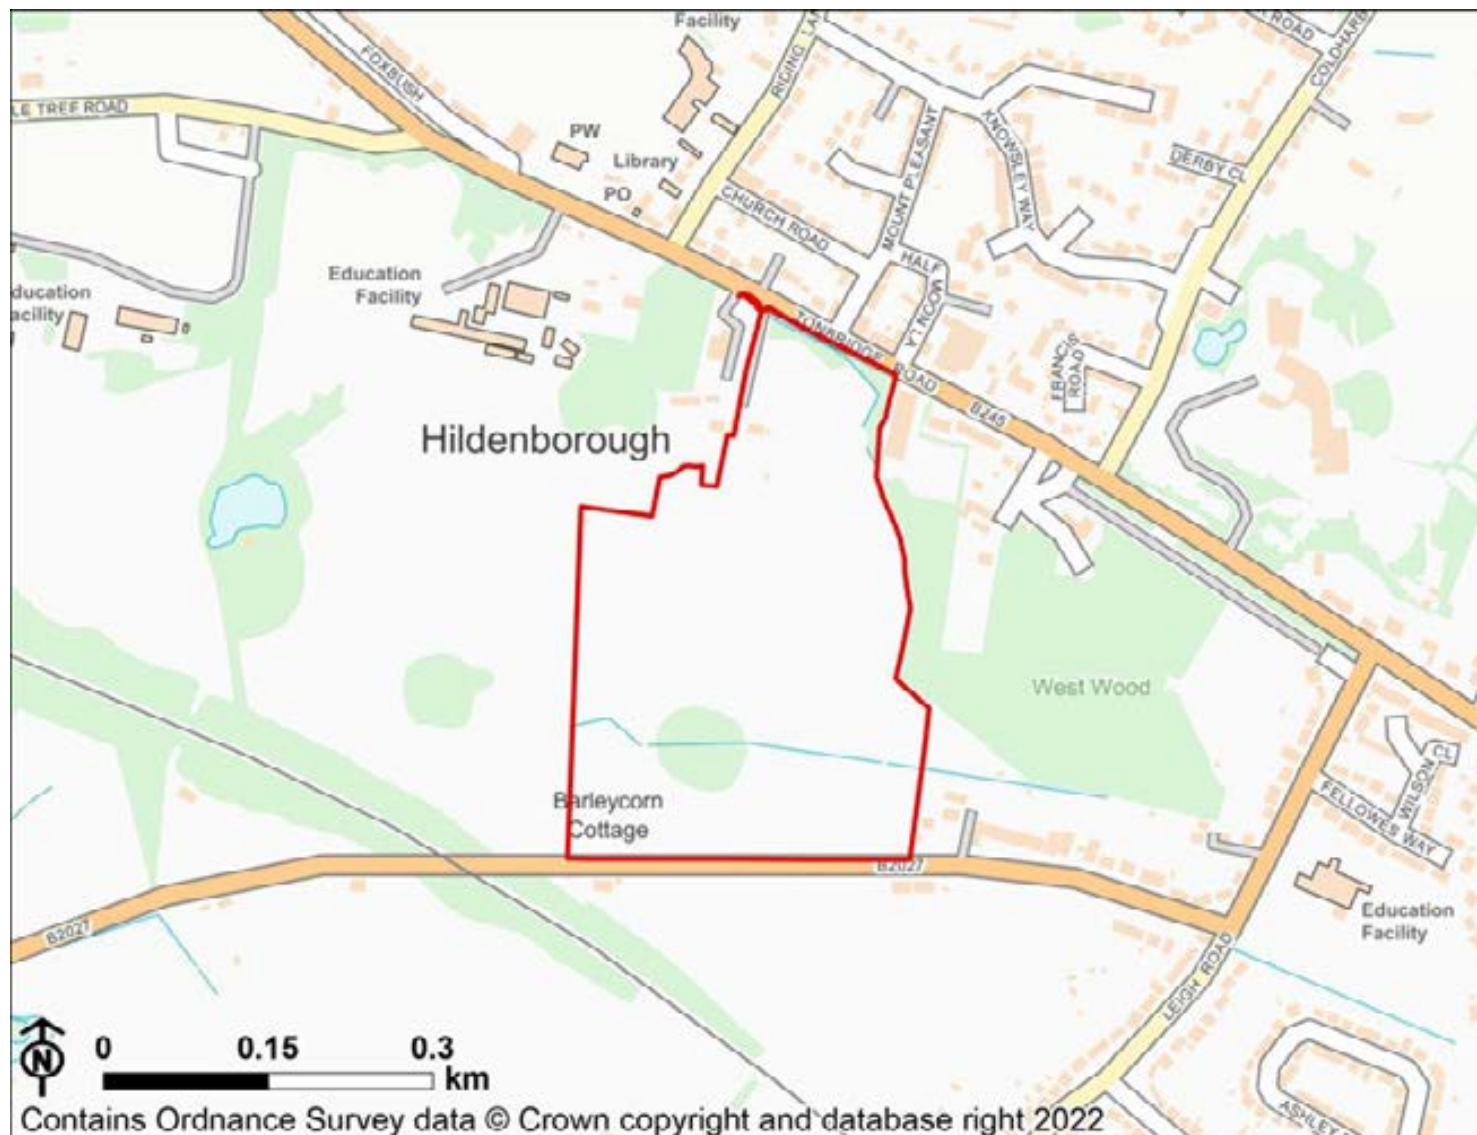 Facility
RIDING LA
ROAD
COLDHARB
FOXBUSH
LE TREE ROAD
PW
Library
PO
MOUNT PLEASANT
KNOWSLEY WAY
DERBY CL
CHURCH ROAD
HALF
MOON LA
Education
Facility
ducation
acility
TONBRIDGE ROAD
FRANCIS
ROAD
B245
Hildenborough
West Wood
Barleycorn
Cottage
B2027
B2027
WILSON
CL
FELLOWES WAY
Education
Facility
LEIGH ROAD
ASHLEY
N
0 0.15 0.3
km
Contains Ordnance Survey data © Crown copyright and database right 2022